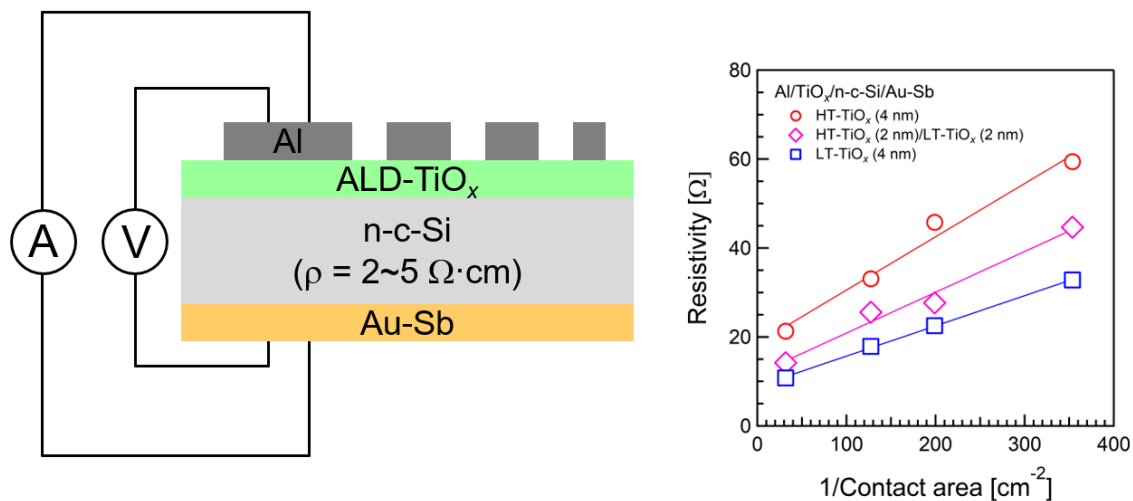 Al
ALD-TiOₓ
n-c-Si
(ρ = 2~5 Ω·cm)
Au-Sb
A
V
Resistivity [Ω]
80
60
40
20
0
Al/TiOₓ/n-c-Si/Au-Sb
HT-TiOₓ (4 nm)
HT-TiOₓ (2 nm)/LT-TiOₓ (2 nm)
LT-TiOₓ (4 nm)
0
100
200
300
400
1/Contact area [cm⁻²]